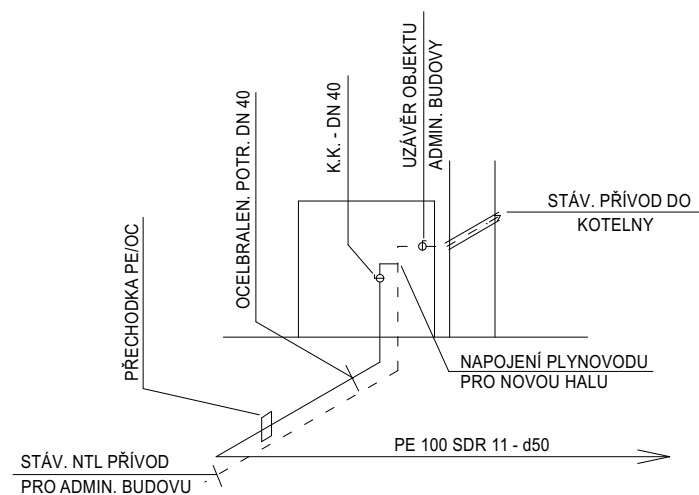 UZÁVĚR OBJEKTU
ADMIN. BUDOVY
K.K. - DN 40
OCELBRALEN. POTR. DN 40
PŘECHODKA PE/OC
STÁV. PŘÍVOD DO
KOTELNY
NAPOJENÍ PLYNOVODU
PRO NOVOU HALU
PE 100 SDR 11 - d50
STÁV. NTL PŘÍVOD
PRO ADMIN. BUDOVU